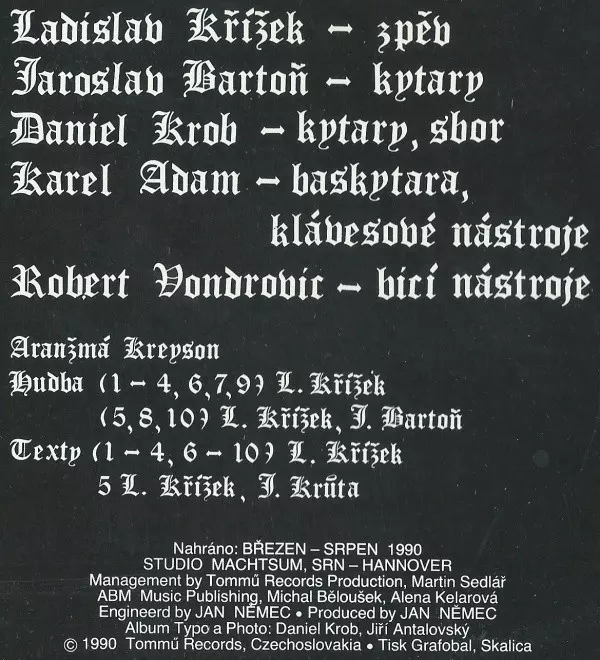 Ladislav Křížek – zpěv
Jaroslav Bartoň – kytary
Daniel Krob – kytary, sbor
Karel Adam – baskytara,
klávesové nástroje
Robert Vondrovic – bicí nástroje
Aranžmá Kreyson
Hudba (1 – 4, 6,7,9) L. Křížek
(5,8,10) L. Křížek, J. Bartoň
Texty (1 – 4, 6 – 10) L. Křížek
5 L. Křížek, J. Krůta
Nahráno: BŘEZEN – SRPEN 1990
STUDIO MACHTSUM, SRN – HANNOVER
Management by Tommű Records Production, Martin Sedlář
ABM Music Publishing, Michal Běloušek, Alena Kelarová
Engineerd by JAN NĚMEC • Produced by JAN NĚMEC
Album Typo a Photo: Daniel Krob, Jiří Antalovský
© 1990 Tommű Records, Czechoslovakia • Tisk Grafobal, Skalica